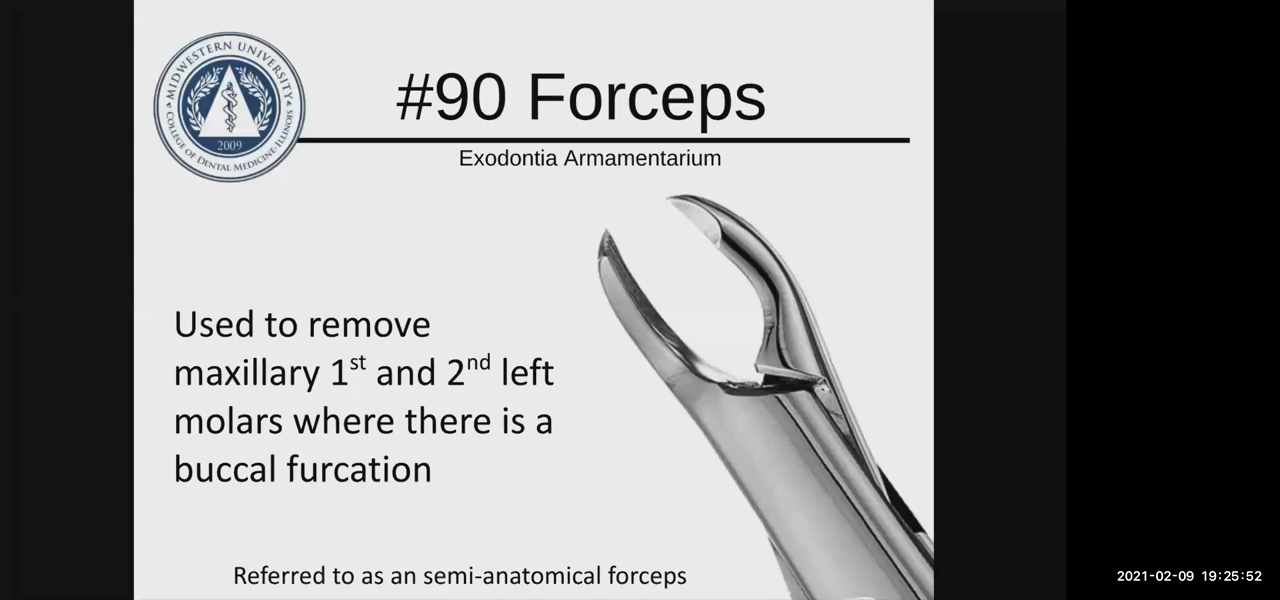 MIDWESTERN UNIVERSITY
COLLEGE OF DENTAL MEDICINE-ILLINOIS
2009
#90 Forceps
Exodontia Armamentarium
Used to remove
maxillary 1st and 2nd left
molars where there is a
buccal furcation
Referred to as an semi-anatomical forceps
2021-02-09 19:25:52